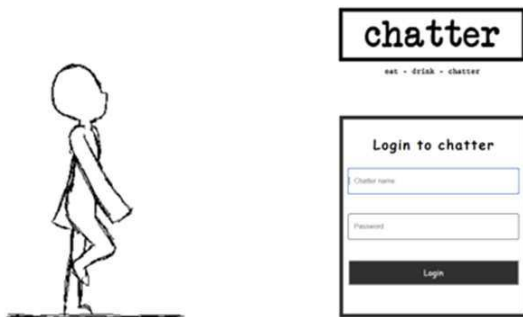 chatter
eat - drink - chatter
Login to chatter
Chatter name
Password
Login